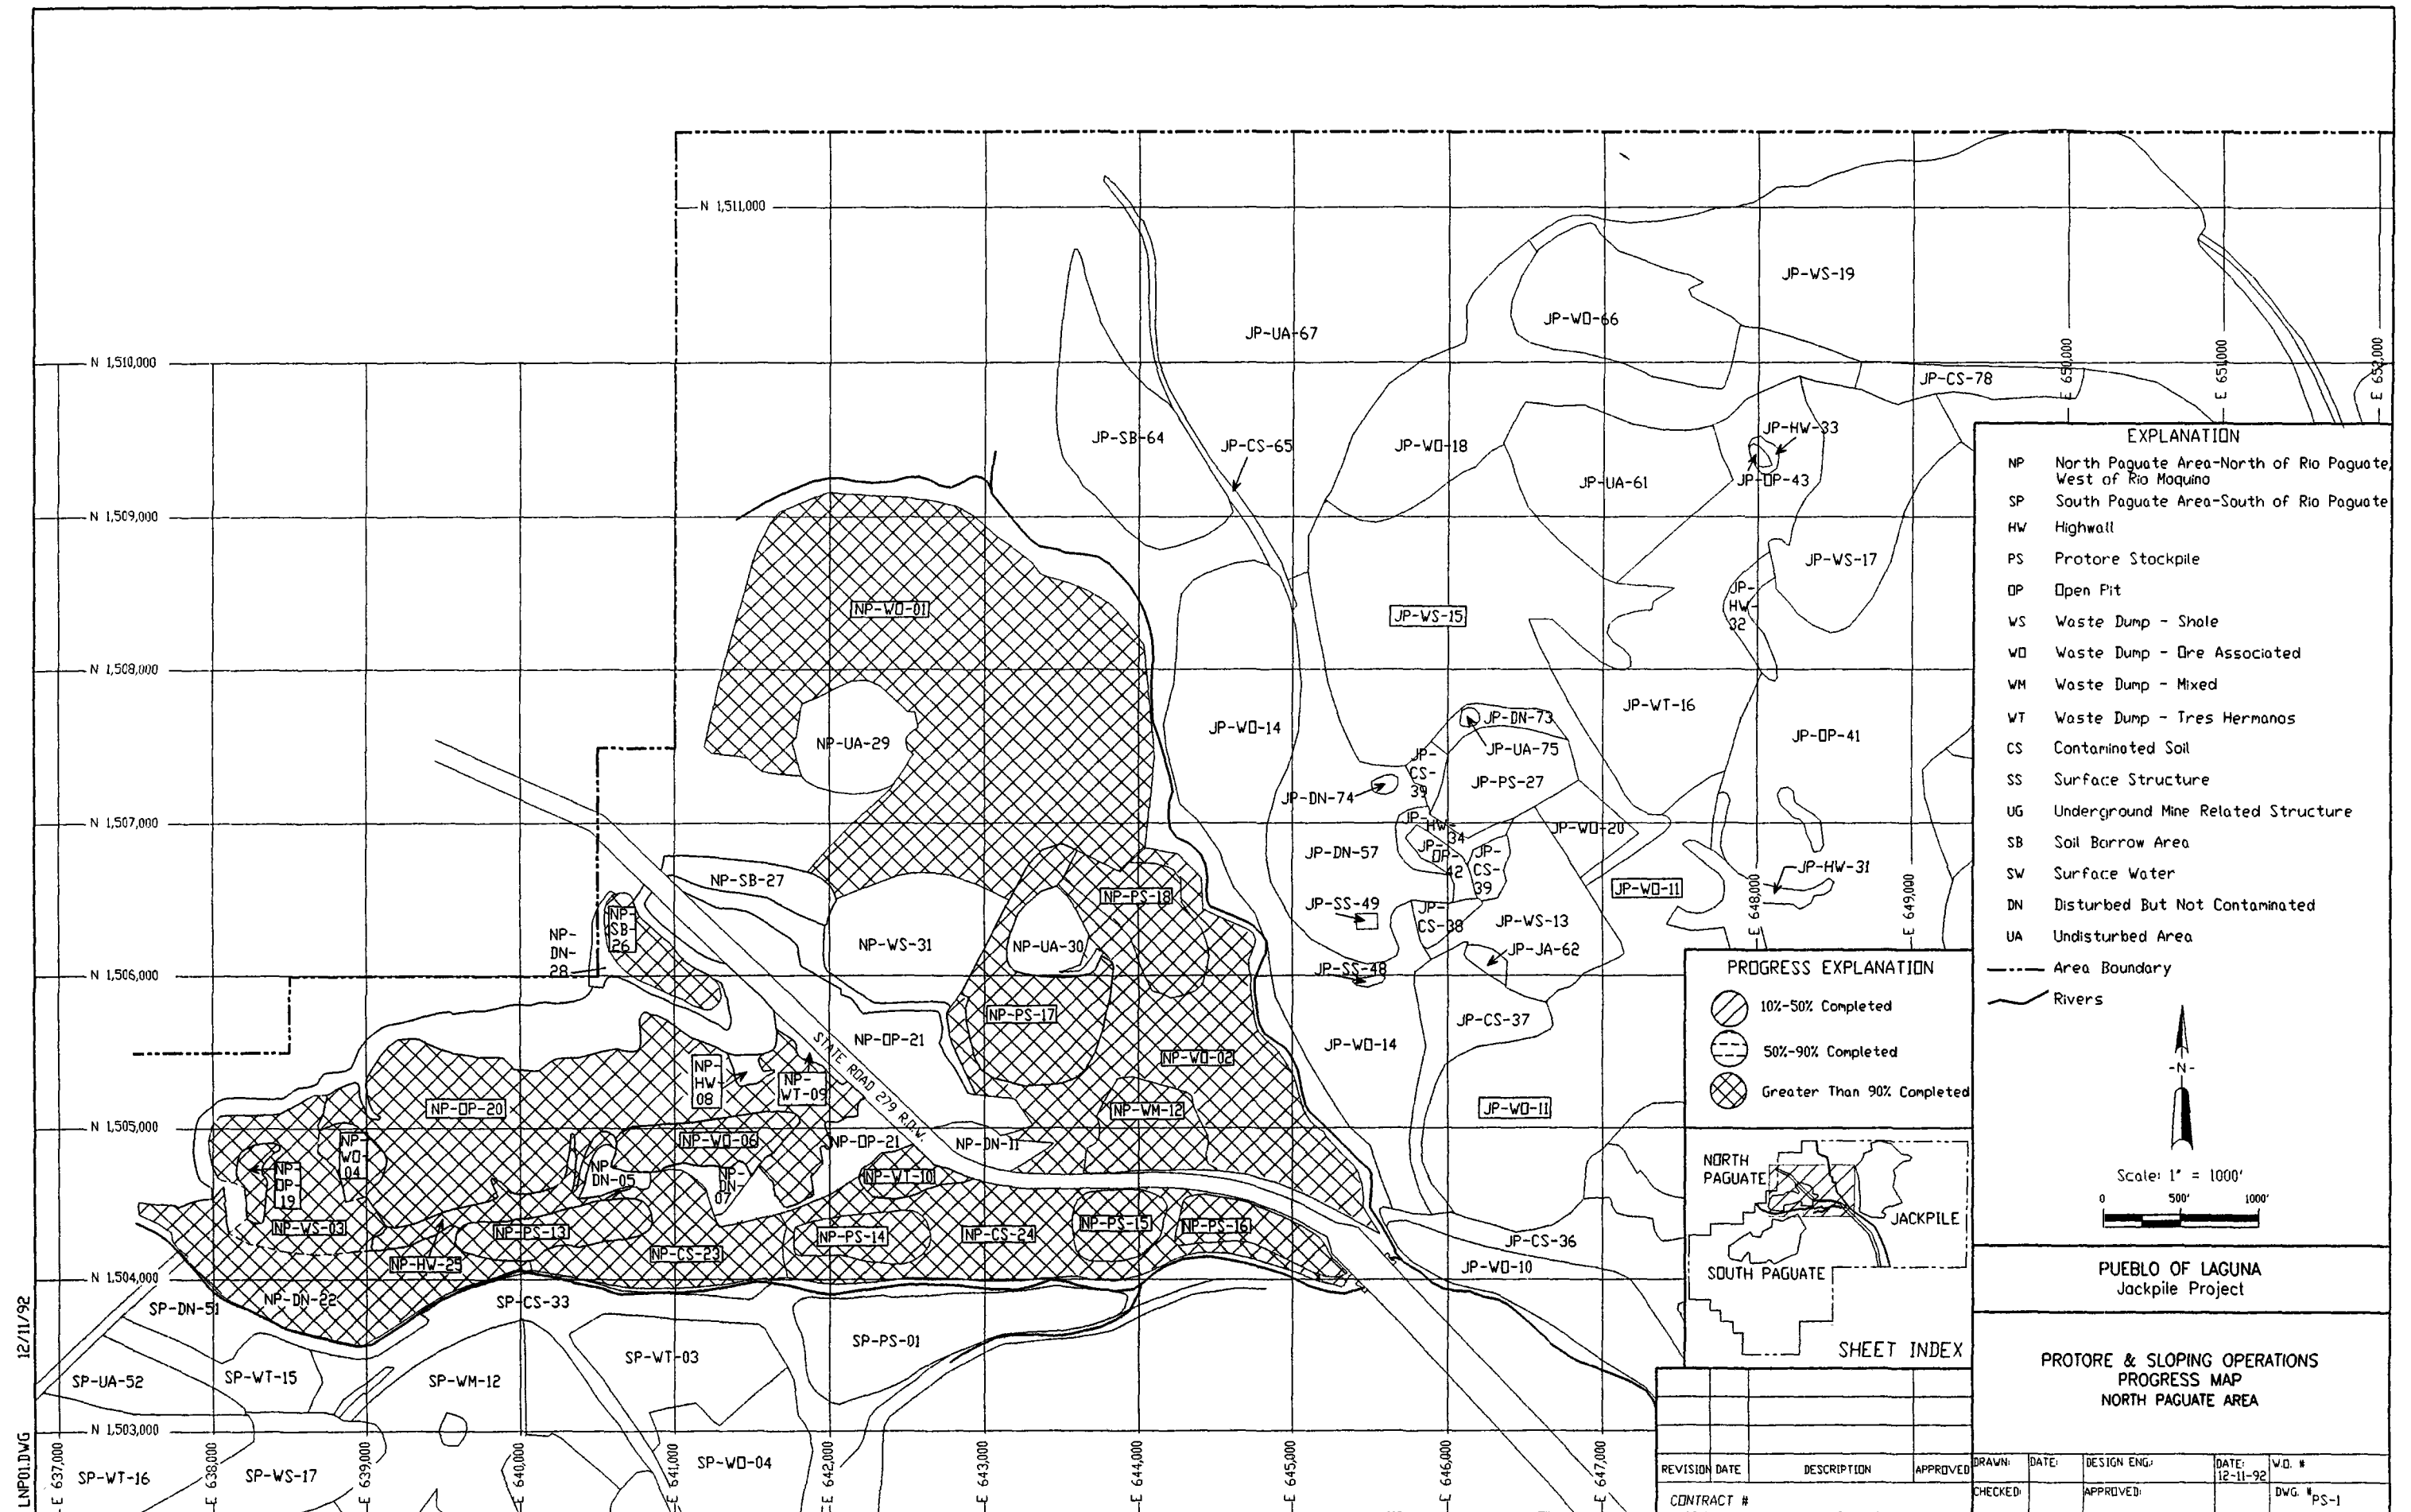 N 1,511,000
JP-WS-19
JP-WO-66
JP-UA-67
N 1,510,000
E 650,000
E 651,000
E 652,000
JP-CS-78
JP-SB-64
JP-CS-65
JP-WO-18
JP-HW-33
JP-OP-43
JP-UA-61
N 1,509,000
JP-WS-17
NP-WO-01
JP-WS-15
JP-
HW-
32
N 1,508,000
JP-WT-16
JP-WO-14
JP-DN-73
NP-UA-29
JP-UA-75
JP-OP-41
JP-
CS-
39
JP-PS-27
JP-DN-74
N 1,507,000
JP-
HW-
34
JP-WO-20
JP-
OP-
42
JP-
CS-
39
JP-DN-57
JP-HW-31
NP-SB-27
NP-PS-18
JP-WO-11
E 648,000
E 649,000
JP-SS-49
JP-
CS-38
JP-WS-13
NP-
SB-
26
NP-
DN-
28
NP-WS-31
NP-UA-30
JP-JA-62
JP-SS-48
N 1,506,000
NP-PS-17
JP-CS-37
STATE ROAD 279 R.O.W.
NP-OP-21
JP-WO-14
NP-WO-02
NP-
HW-
08
NP-
WT-09
NP-OP-20
NP-WM-12
JP-WO-11
N 1,505,000
NP-
WO-
04
NP-WO-06
NP-OP-21
NP-DN-11
NP-
OP-
19
NP-
DN-05
NP-
DN-
07
NP-WT-10
NP-WS-03
NP-PS-13
NP-PS-14
NP-CS-24
NP-PS-15
NP-PS-16
NP-HW-25
NP-CS-23
JP-CS-36
JP-WO-10
N 1,504,000
NP-DN-22
SP-DN-51
SP-CS-33
SP-PS-01
SP-WT-03
SP-UA-52
SP-WT-15
SP-WM-12
N 1,503,000
SP-WT-16
SP-WS-17
SP-WO-04
E 637,000
E 638,000
E 639,000
E 640,000
E 641,000
E 642,000
E 643,000
E 644,000
E 645,000
E 646,000
E 647,000
12/11/92
LNP01.DWG
EXPLANATION
NP North Paguate Area-North of Rio Paguate,
West of Rio Moquino
SP South Paguate Area-South of Rio Paguate
HW Highwall
PS Protore Stockpile
OP Open Pit
WS Waste Dump - Shale
WO Waste Dump - Ore Associated
WM Waste Dump - Mixed
WT Waste Dump - Tres Hermanos
CS Contaminated Soil
SS Surface Structure
UG Underground Mine Related Structure
SB Soil Borrow Area
SW Surface Water
DN Disturbed But Not Contaminated
UA Undisturbed Area
Area Boundary
Rivers
PROGRESS EXPLANATION
10%-50% Completed
50%-90% Completed
Greater Than 90% Completed
-N-
Scale: 1" = 1000'
0 500' 1000'
NORTH
PAGUATE
JACKPILE
SOUTH PAGUATE
SHEET INDEX
PUEBLO OF LAGUNA
Jackpile Project
PROTORE & SLOPING OPERATIONS
PROGRESS MAP
NORTH PAGUATE AREA
REVISION DATE DESCRIPTION APPROVED
CONTRACT #
DRAWN: DATE: DESIGN ENG.: DATE: W.O. #
12-11-92
CHECKED: APPROVED: DWG. #
PS-1